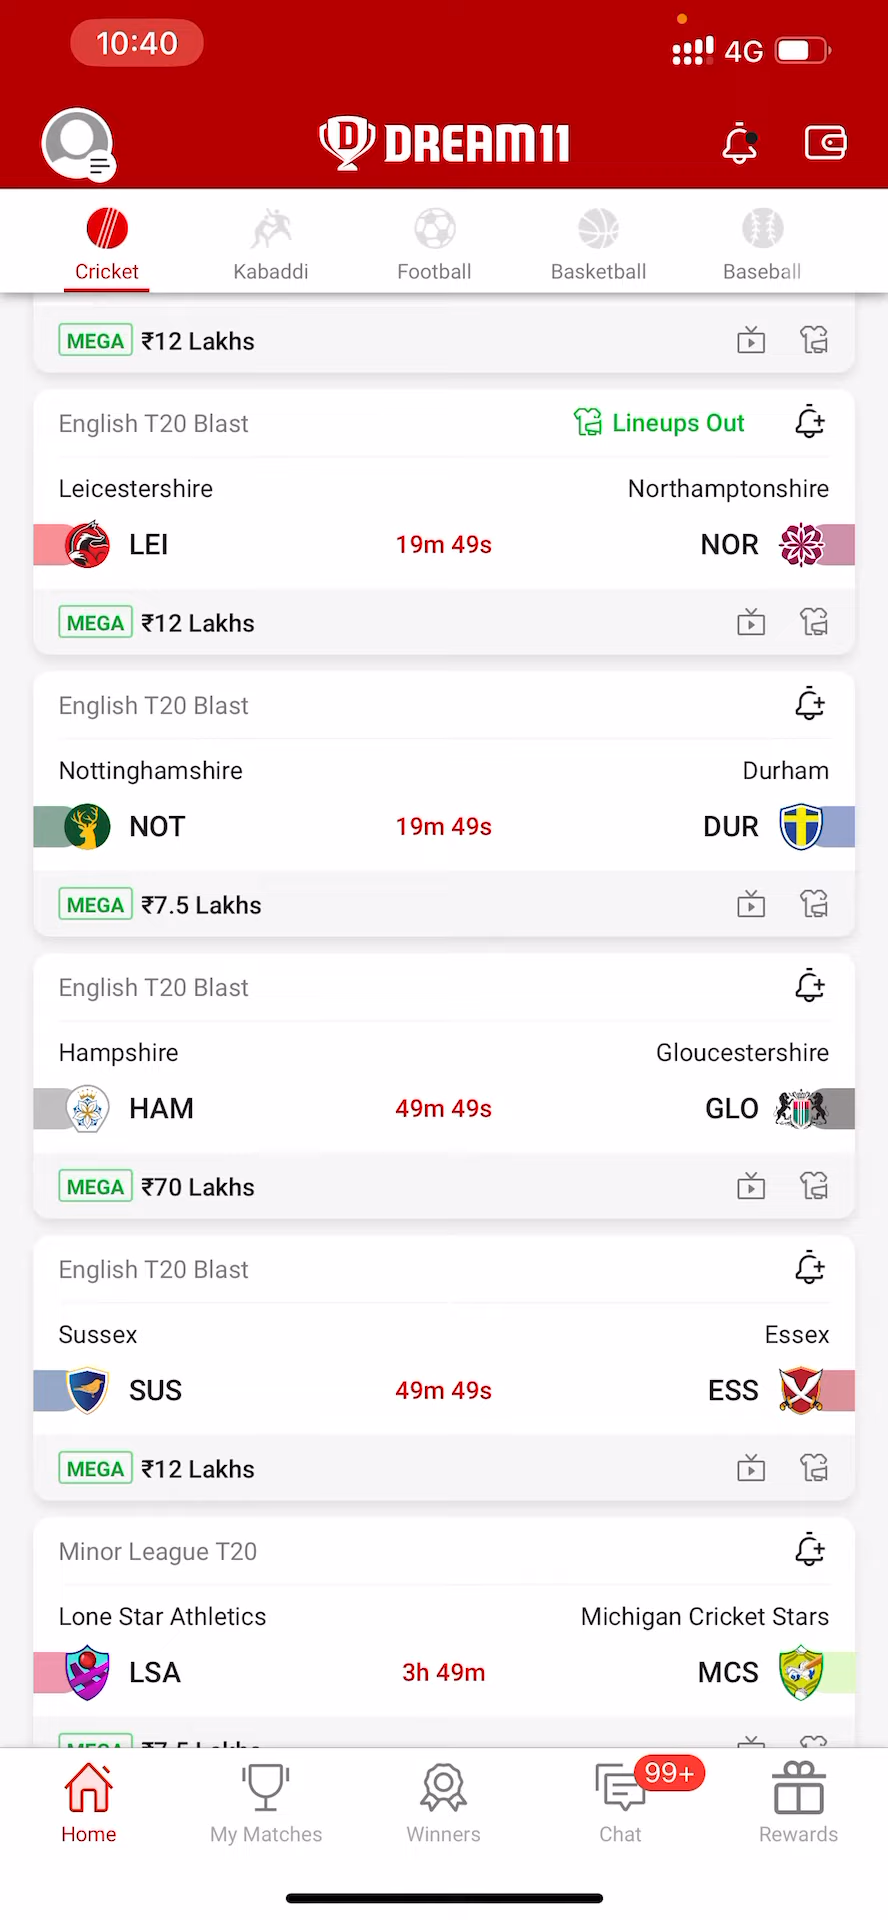 10:40
4G
DREAM11
Cricket
Kabaddi
Football
Basketball
Baseball
MEGA ₹12 Lakhs
English T20 Blast
Lineups Out
Leicestershire
Northamptonshire
LEI
19m 49s
NOR
MEGA ₹12 Lakhs
English T20 Blast
Nottinghamshire
Durham
NOT
19m 49s
DUR
MEGA ₹7.5 Lakhs
English T20 Blast
Hampshire
Gloucestershire
HAM
49m 49s
GLO
MEGA ₹70 Lakhs
English T20 Blast
Sussex
Essex
SUS
49m 49s
ESS
MEGA ₹12 Lakhs
Minor League T20
Lone Star Athletics
Michigan Cricket Stars
LSA
3h 49m
MCS
MEGA ₹7.5 Lakhs
99+
Home
My Matches
Winners
Chat
Rewards